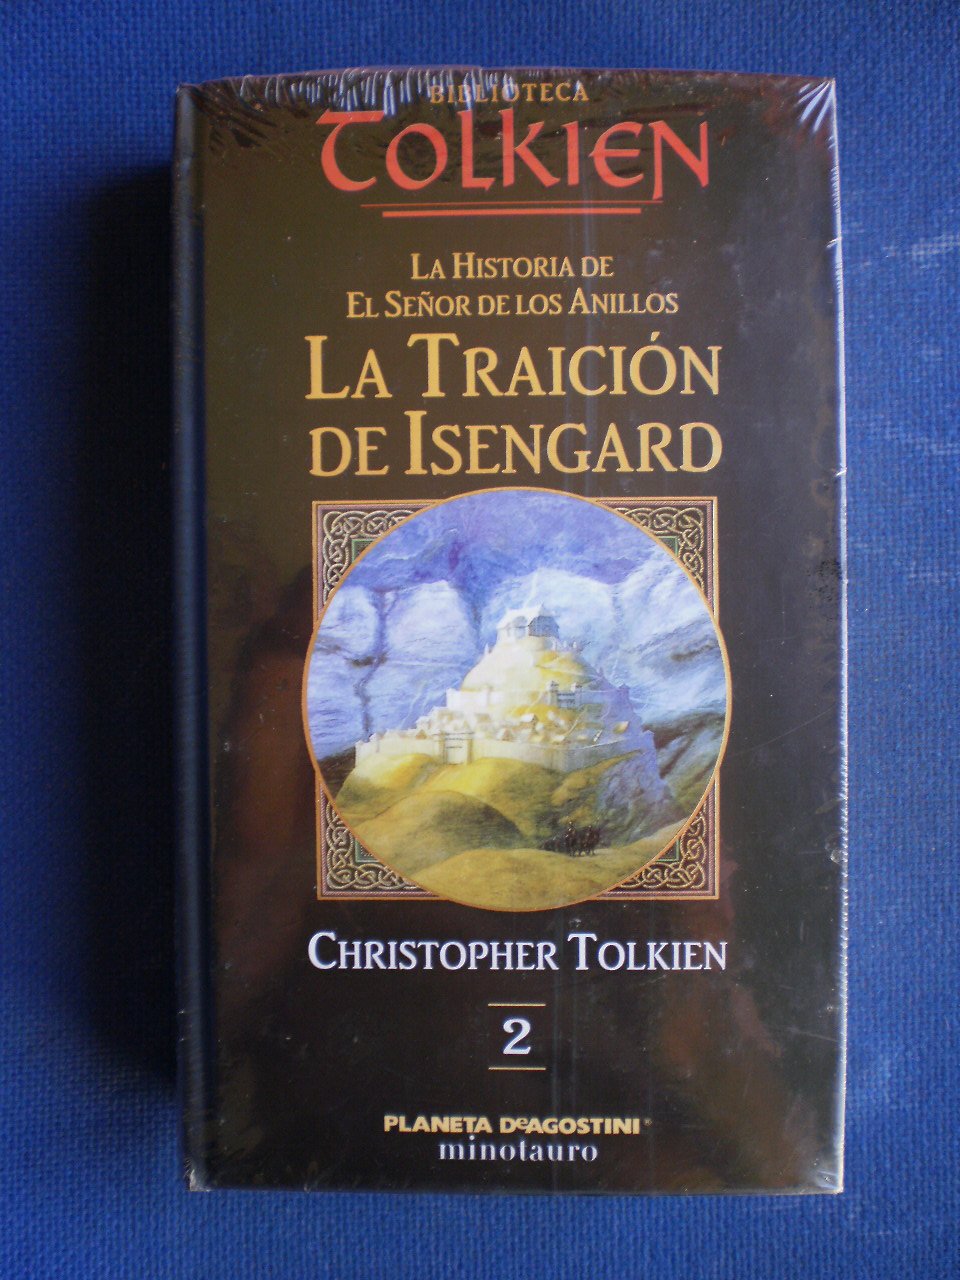 BIBLIOTECA
TOLKIEN
LA HISTORIA DE
EL SEÑOR DE LOS ANILLOS
LA TRAICIÓN
DE ISENGARD
CHRISTOPHER TOLKIEN
2
PLANETA DeAGOSTINI®
minotauro